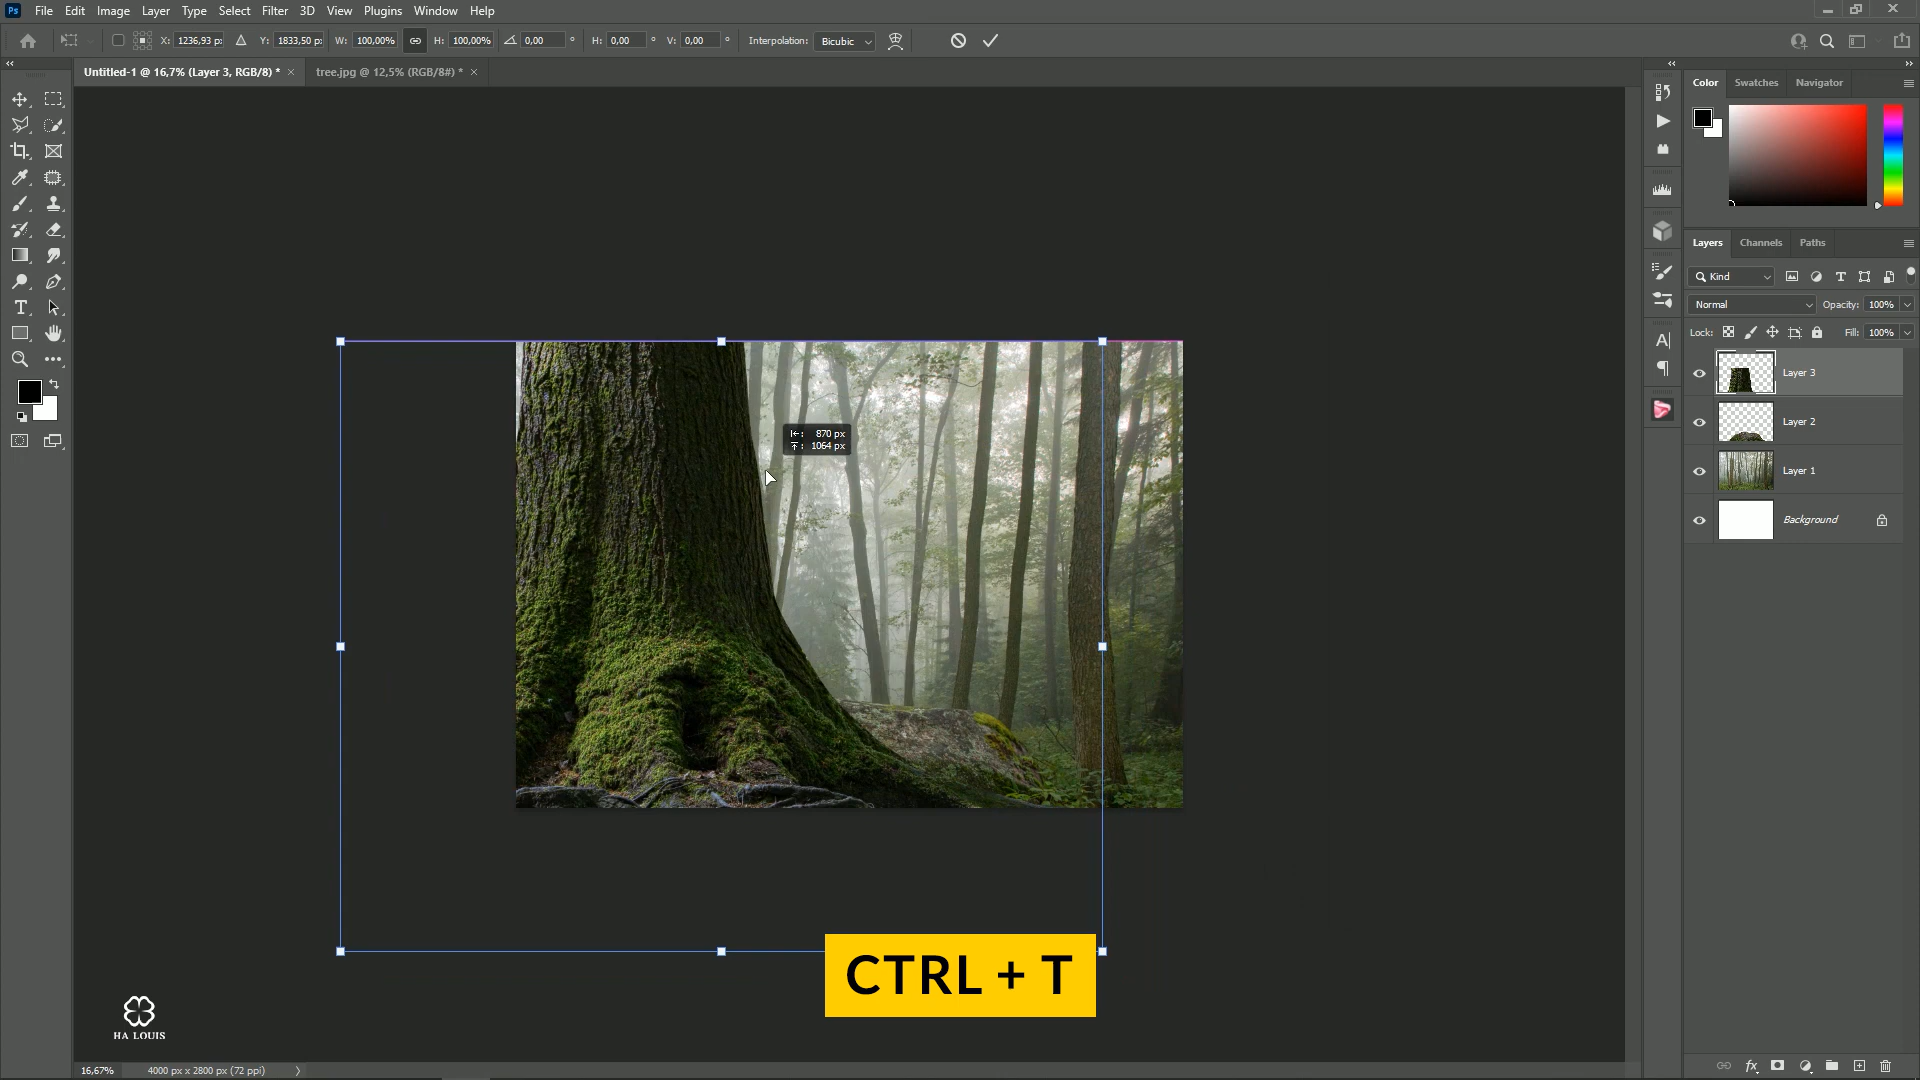 Ps File Edit Image Layer Type Select Filter 3D View Plugins Window Help
X: 1236,93 px Y: 1833,50 px W: 100,00% H: 100,00% 0,00 ° H: 0,00 ° V: 0,00 ° Interpolation: Bicubic
Untitled-1 @ 16,7% (Layer 3, RGB/8) * × tree.jpg @ 12,5% (RGB/8#) * ×
Color Swatches Navigator
Layers Channels Paths
Kind
Normal Opacity: 100%
Lock: Fill: 100%
Layer 3
Layer 2
Layer 1
Background
870 px
1064 px
CTRL + T
HA LOUIS
16,67% 4000 px x 2800 px (72 ppi)